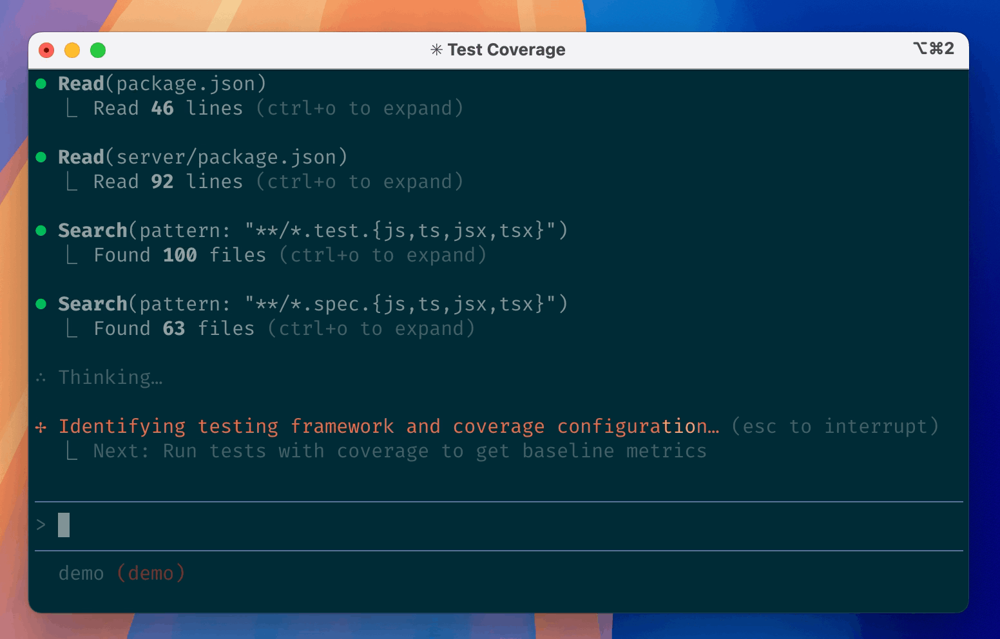 ✳ Test Coverage
⌥⌘2
● Read(package.json)
⎿ Read 46 lines (ctrl+o to expand)
● Read(server/package.json)
⎿ Read 92 lines (ctrl+o to expand)
● Search(pattern: "**/*.test.{js,ts,jsx,tsx}")
⎿ Found 100 files (ctrl+o to expand)
● Search(pattern: "**/*.spec.{js,ts,jsx,tsx}")
⎿ Found 63 files (ctrl+o to expand)
∴ Thinking…
✢ Identifying testing framework and coverage configuration… (esc to interrupt)
⎿ Next: Run tests with coverage to get baseline metrics
>
demo (demo)